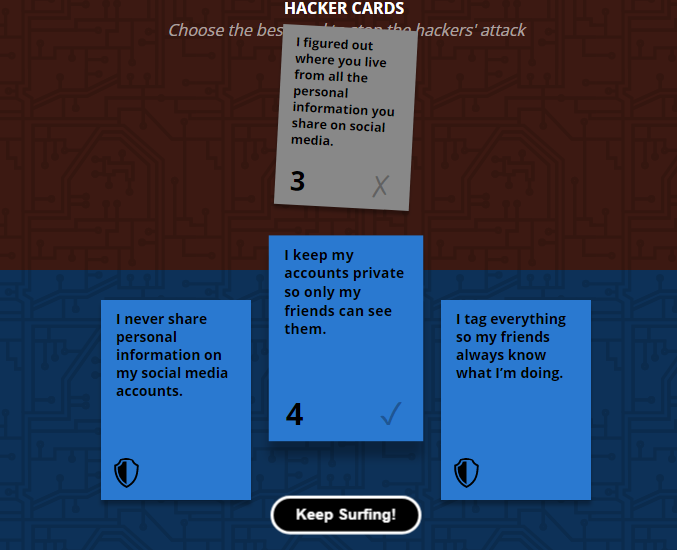 HACKER CARDS
Choose the bes to stop the hackers' attack
I figured out
where you live
from all the
personal
information you
share on social
media.
3
X
I keep my
accounts private
so only my
friends can see
them.
4
✓
I never share
personal
information on
my social media
accounts.
I tag everything
so my friends
always know
what I'm doing.
Keep Surfing!